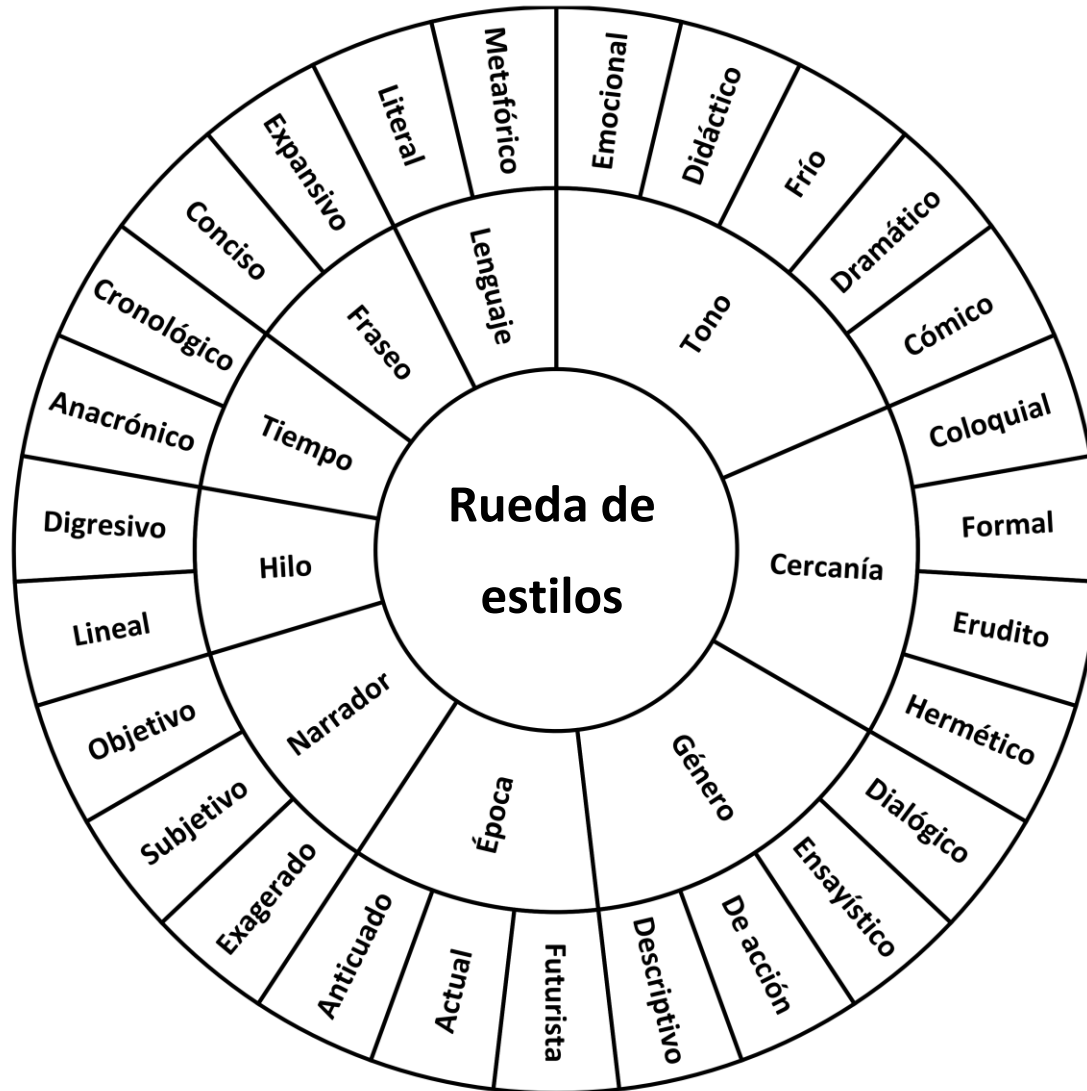 Rueda de
estilos
Tono
Emocional
Didáctico
Frío
Dramático
Cómico
Cercanía
Coloquial
Formal
Erudito
Hermético
Género
Dialógico
Ensayístico
De acción
Descriptivo
Época
Futurista
Actual
Anticuado
Narrador
Exagerado
Subjetivo
Objetivo
Hilo
Lineal
Digresivo
Tiempo
Anacrónico
Cronológico
Fraseo
Conciso
Expansivo
Lenguaje
Literal
Metafórico